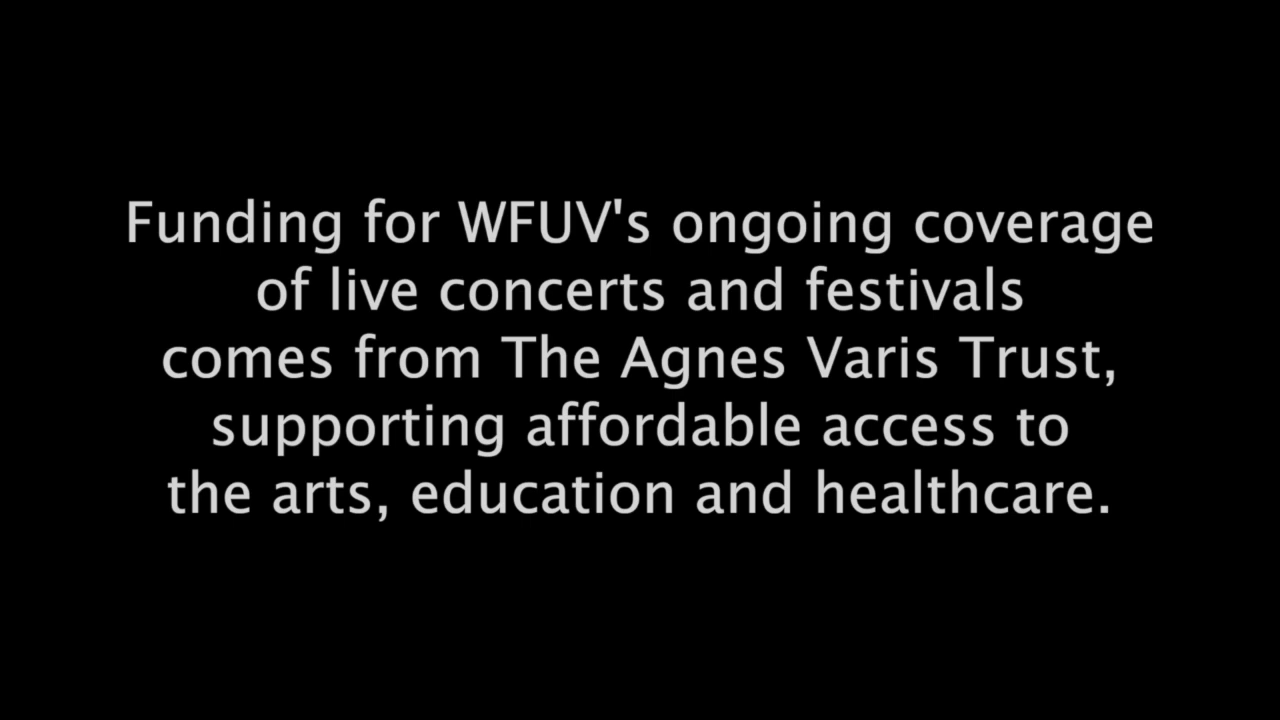 Funding for WFUV's ongoing coverage
of live concerts and festivals
comes from The Agnes Varis Trust,
supporting affordable access to
the arts, education and healthcare.